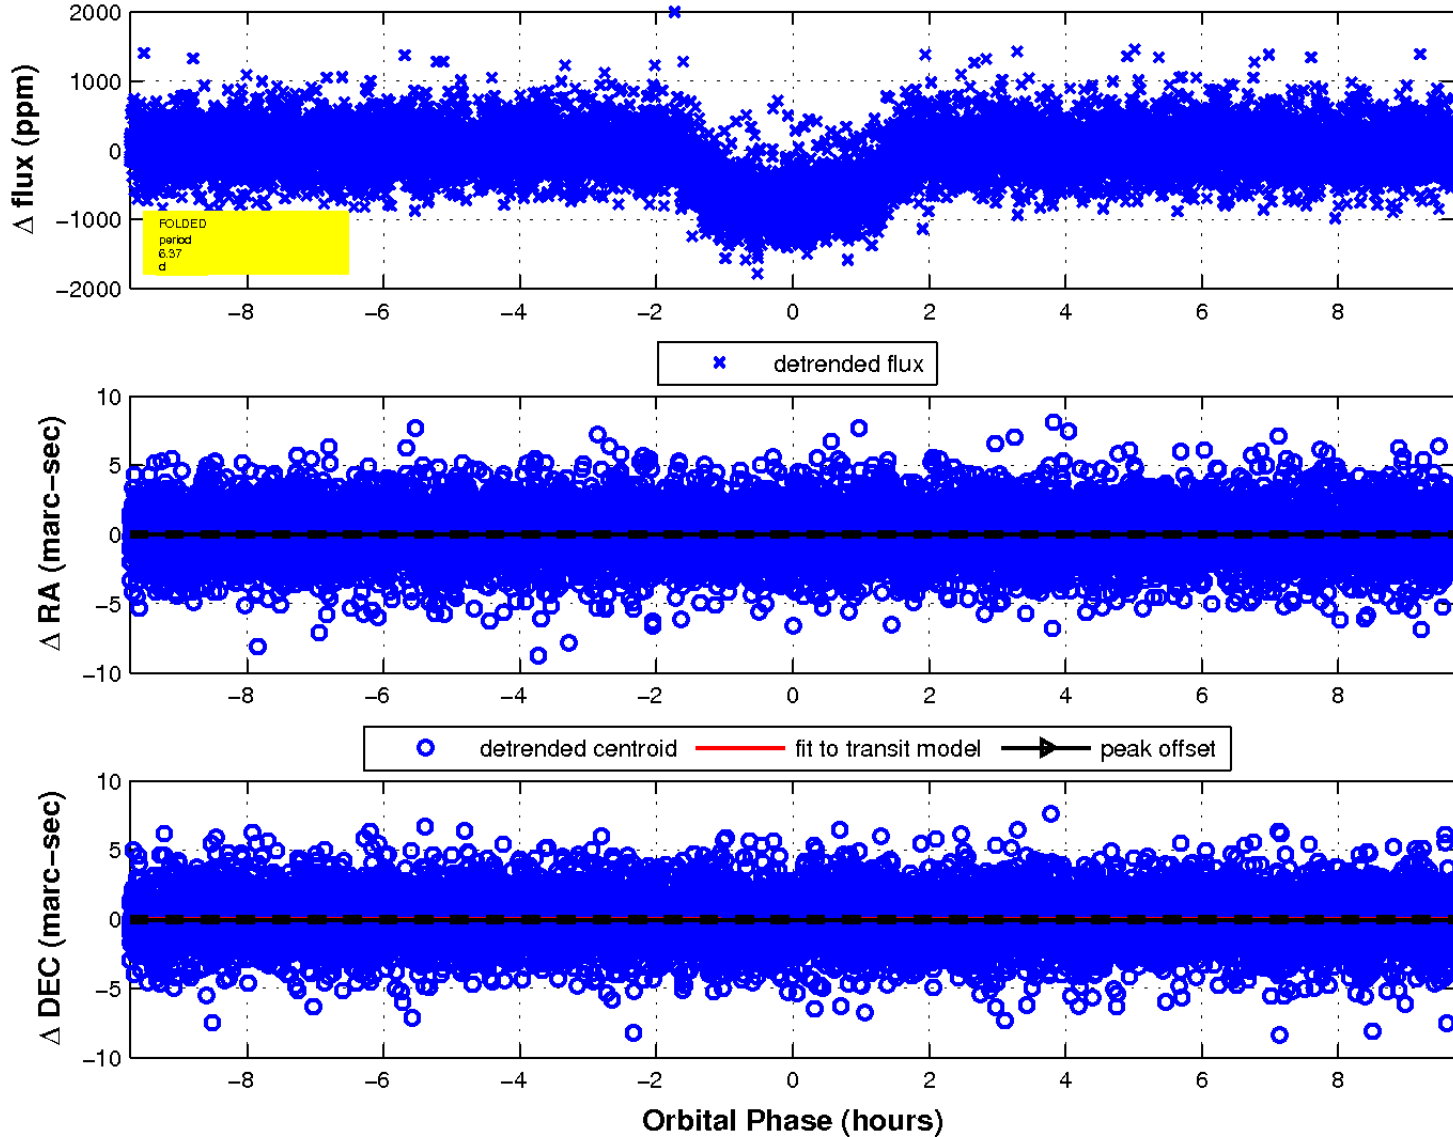 2000
1000
0
−1000
−2000
Δ flux (ppm)
FOLDED
period
6.37
d
−8 −6 −4 −2 0 2 4 6 8
detrended flux
10
5
0
−5
−10
Δ RA (marc−sec)
−8 −6 −4 −2 0 2 4 6 8
detrended centroid fit to transit model peak offset
10
5
0
−5
−10
Δ DEC (marc−sec)
−8 −6 −4 −2 0 2 4 6 8
Orbital Phase (hours)